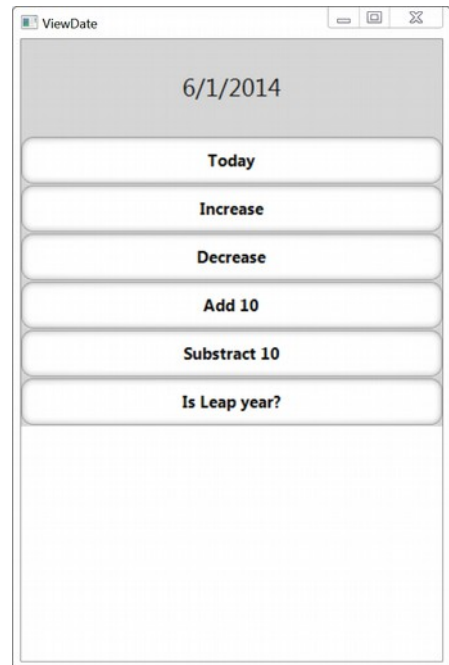 ViewDate
6/1/2014
Today
Increase
Decrease
Add 10
Substract 10
Is Leap year?